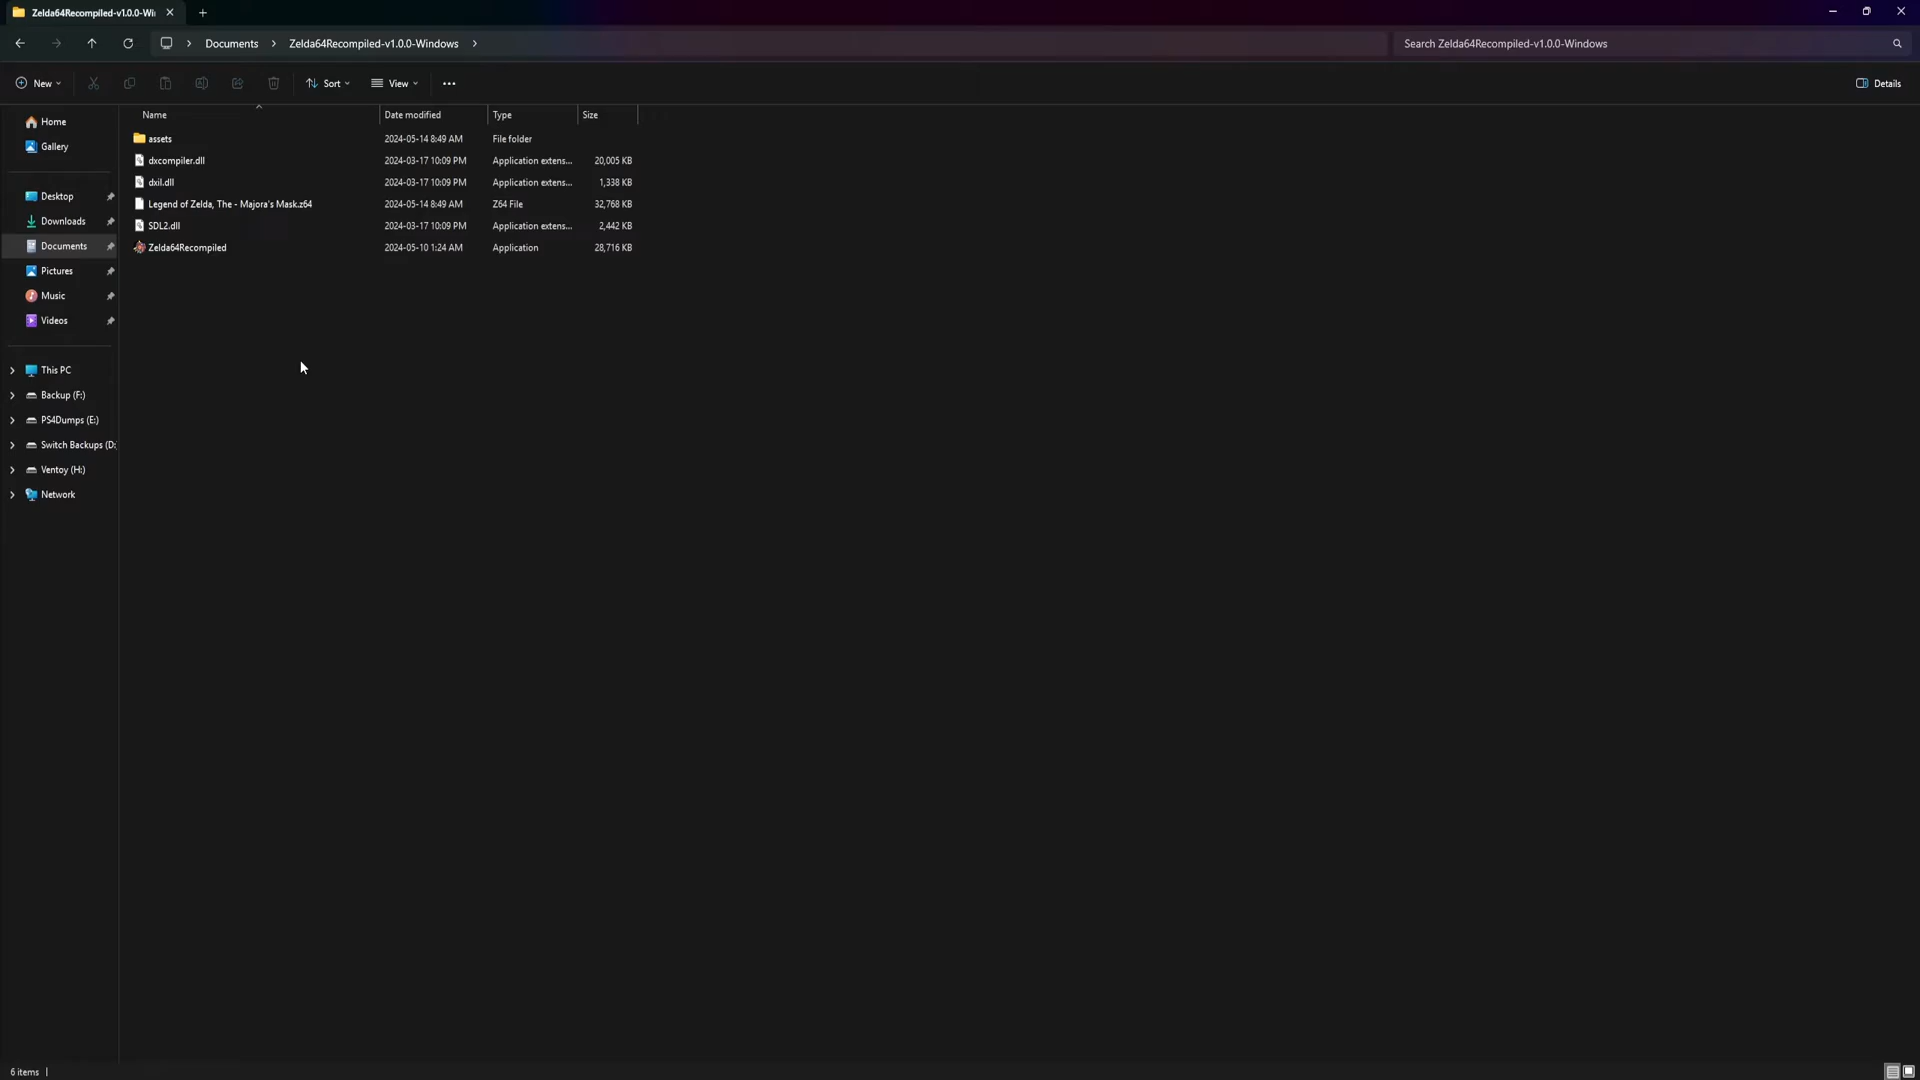 Zelda64Recompiled-v1.0.0-Wi
Documents > Zelda64Recompiled-v1.0.0-Windows >
Search Zelda64Recompiled-v1.0.0-Windows
New
Sort
View
Details
Name Date modified Type Size
assets 2024-05-14 8:49 AM File folder
dxcompiler.dll 2024-03-17 10:09 PM Application extens... 20,005 KB
dxil.dll 2024-03-17 10:09 PM Application extens... 1,338 KB
Legend of Zelda, The - Majora's Mask.z64 2024-05-14 8:49 AM Z64 File 32,768 KB
SDL2.dll 2024-03-17 10:09 PM Application extens... 2,442 KB
Zelda64Recompiled 2024-05-10 1:24 AM Application 28,716 KB
Home
Gallery
Desktop
Downloads
Documents
Pictures
Music
Videos
This PC
Backup (F:)
PS4Dumps (E:)
Switch Backups (D:
Ventoy (H:)
Network
6 items